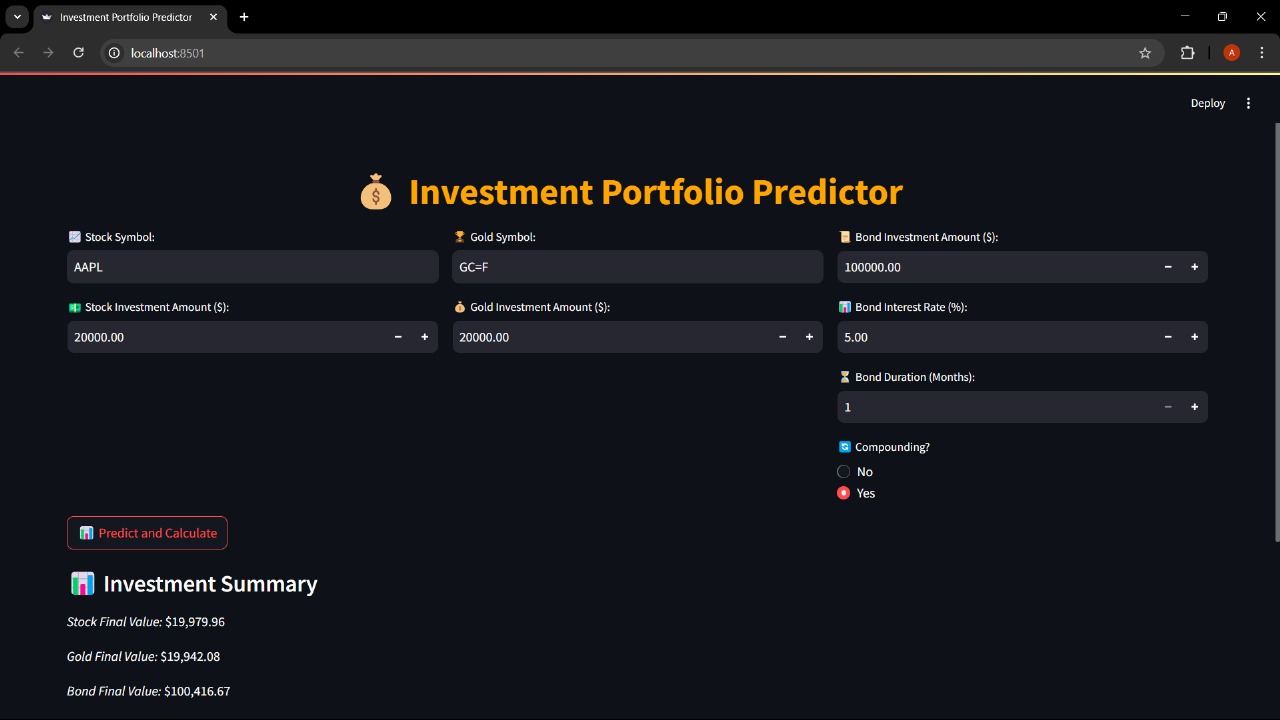 Investment Portfolio Predictor
localhost:8501
A
Deploy
Investment Portfolio Predictor
Stock Symbol:
Gold Symbol:
Bond Investment Amount ($):
AAPL
GC=F
100000.00
Stock Investment Amount ($):
Gold Investment Amount ($):
Bond Interest Rate (%):
20000.00
20000.00
5.00
Bond Duration (Months):
1
Compounding?
No
Yes
Predict and Calculate
Investment Summary
Stock Final Value: $19,979.96
Gold Final Value: $19,942.08
Bond Final Value: $100,416.67